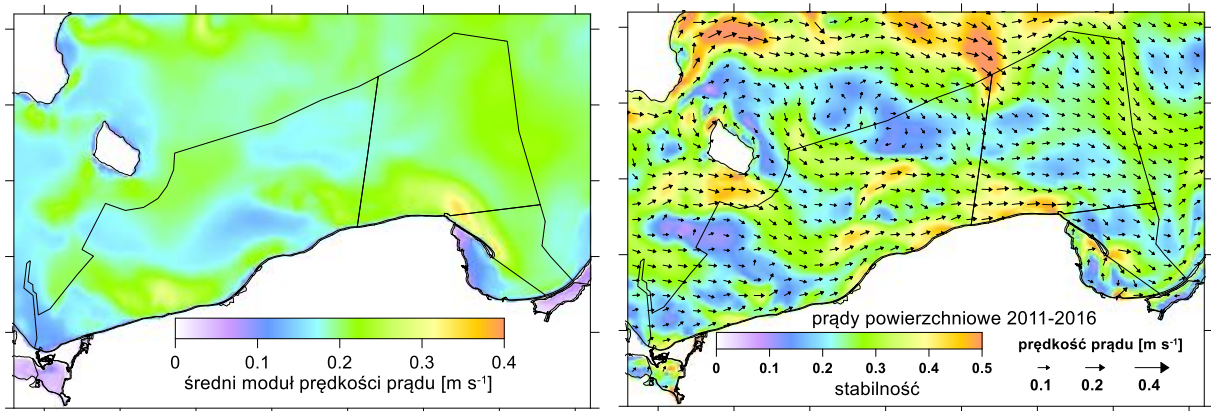 0 0.1 0.2 0.3 0.4
średni moduł prędkości prądu [m s-1]
prądy powierzchniowe 2011-2016
0 0.1 0.2 0.3 0.4 0.5
stabilność
prędkość prądu [m s-1]
0.1 0.2 0.4